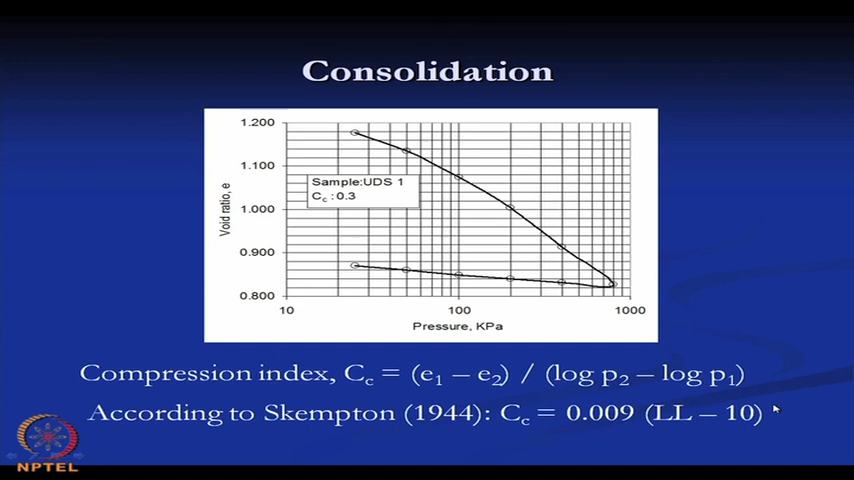 Consolidation
1.200
1.100
1.000
0.900
0.800
Void ratio, e
Sample:UDS 1
Cc :0.3
10 100 1000
Pressure, KPa
Compression index, Cc = (e1 – e2) / (log p2 – log p1)
According to Skempton (1944): Cc = 0.009 (LL – 10)
NPTEL